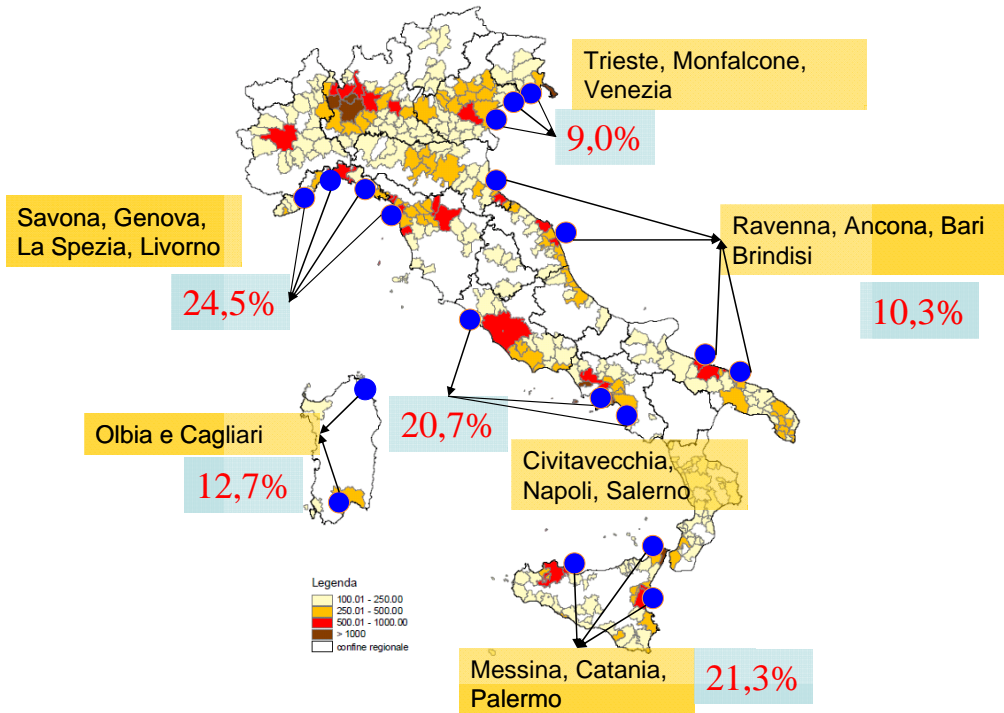 Trieste, Monfalcone,
Venezia
9,0%
Savona, Genova,
La Spezia, Livorno
24,5%
Ravenna, Ancona, Bari
Brindisi
10,3%
Olbia e Cagliari
12,7%
20,7%
Civitavecchia,
Napoli, Salerno
Legenda
100.01 - 250.00
250.01 - 500.00
500.01 - 1000.00
> 1000
confine regionale
Messina, Catania,
Palermo
21,3%